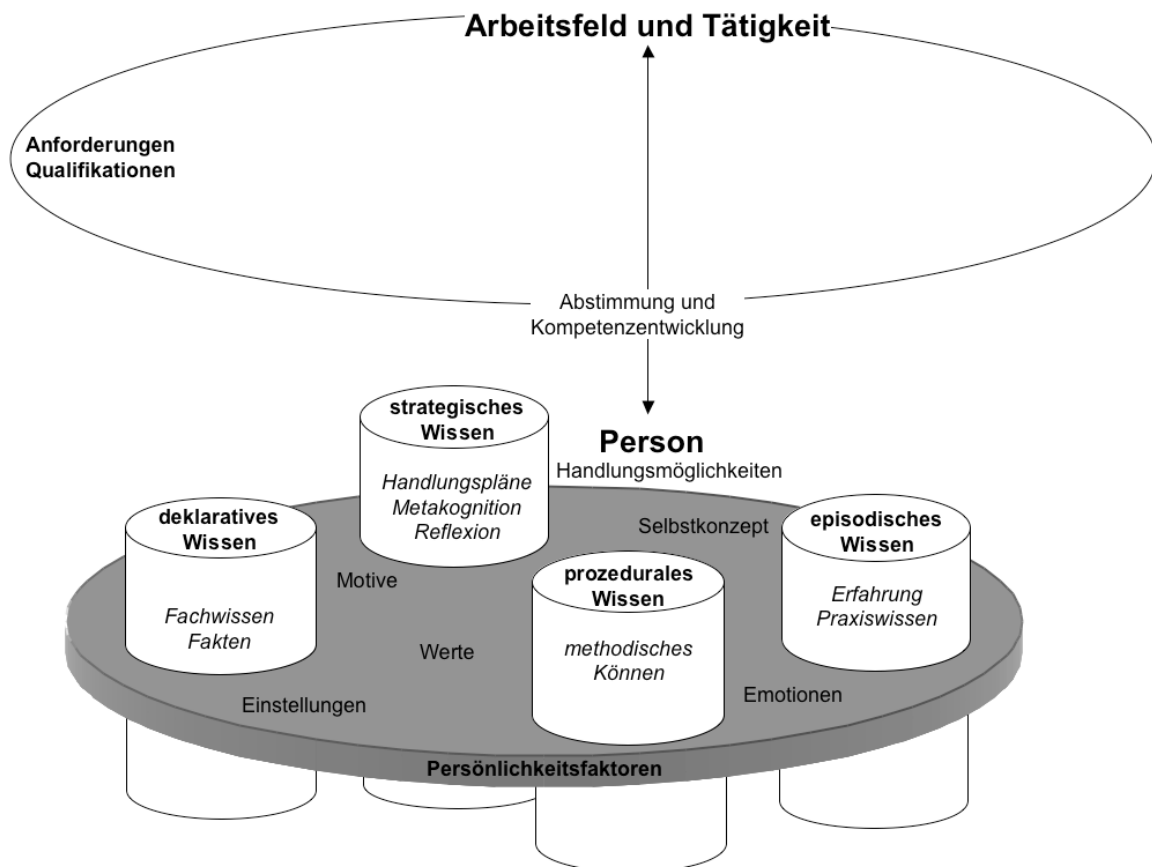 Arbeitsfeld und Tätigkeit
Anforderungen
Qualifikationen
Abstimmung und
Kompetenzentwicklung
Person
Handlungsmöglichkeiten
strategisches
Wissen
Handlungspläne
Metakognition
Reflexion
deklaratives
Wissen
Fachwissen
Fakten
Selbstkonzept
episodisches
Wissen
Erfahrung
Praxiswissen
Motive
prozedurales
Wissen
methodisches
Können
Werte
Einstellungen
Emotionen
Persönlichkeitsfaktoren